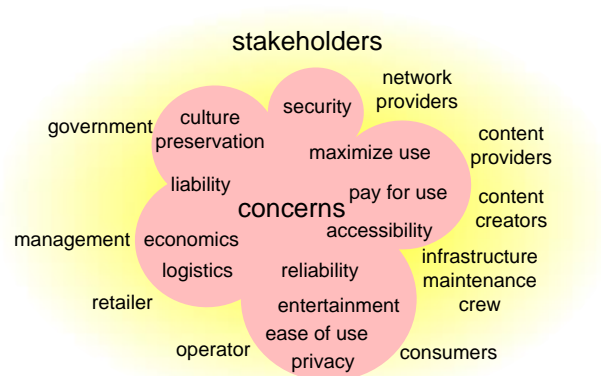 stakeholders
network
providers
security
culture
preservation
government
content
providers
maximize use
liability
pay for use
content
creators
concerns
accessibility
management
economics
infrastructure
maintenance
crew
logistics
reliability
retailer
entertainment
ease of use
operator
privacy
consumers